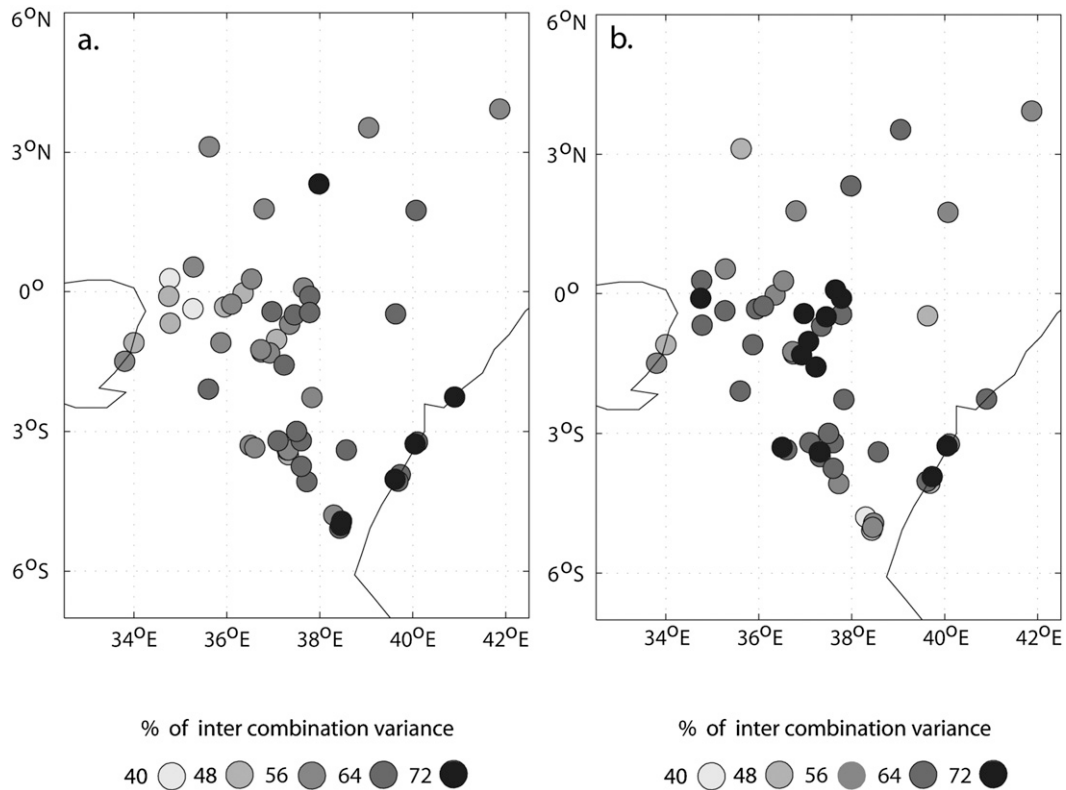 a.
6°N
3°N
0°
3°S
6°S
34°E 36°E 38°E 40°E 42°E
% of inter combination variance
40 48 56 64 72
b.
6°N
3°N
0°
3°S
6°S
34°E 36°E 38°E 40°E 42°E
% of inter combination variance
40 48 56 64 72